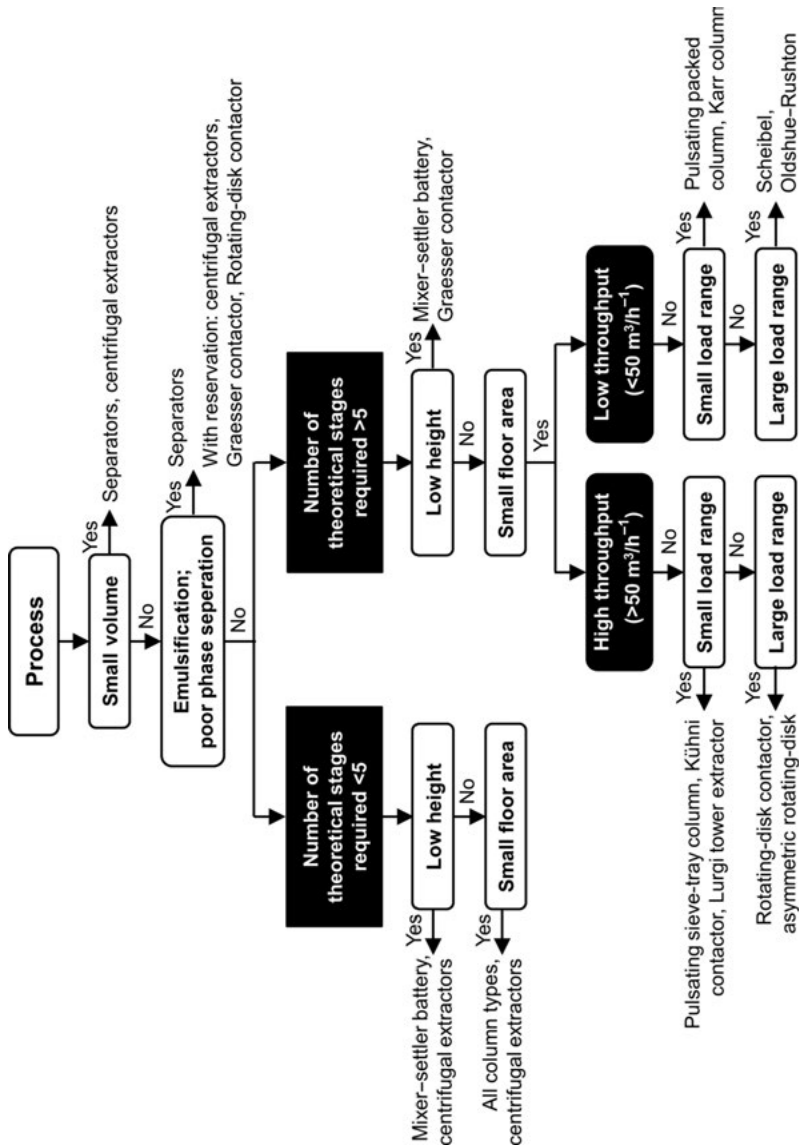 Process
Small volume
Yes
Separators, centrifugal extractors
No
Emulsification;
poor phase seperation
Yes
Separators
With reservation: centrifugal extractors,
Graesser contactor, Rotating-disk contactor
No
Number of
theoretical stages
required <5
Low height
Yes
Mixer–settler battery,
centrifugal extractors
No
Small floor area
Yes
All column types,
centrifugal extractors
Number of
theoretical stages
required >5
Low height
Yes
Mixer–settler battery,
Graesser contactor
No
Small floor area
Yes
High throughput
(>50 m³/h⁻¹)
No
Small load range
Yes
Pulsating sieve-tray column, Kühni
contactor, Lurgi tower extractor
No
Large load range
Yes
Rotating-disk contactor,
asymmetric rotating-disk
Low throughput
(<50 m³/h⁻¹)
No
Small load range
Yes
Pulsating packed
column, Karr column
No
Large load range
Yes
Scheibel,
Oldshue–Rushton